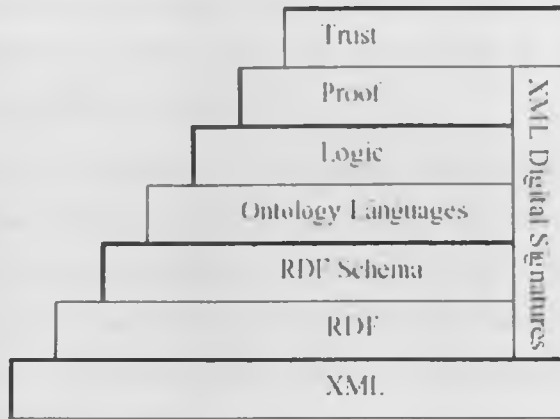 Trust
Proof
Logic
Ontology Languages
RDF Schema
RDF
XML
XML Digital Signatures